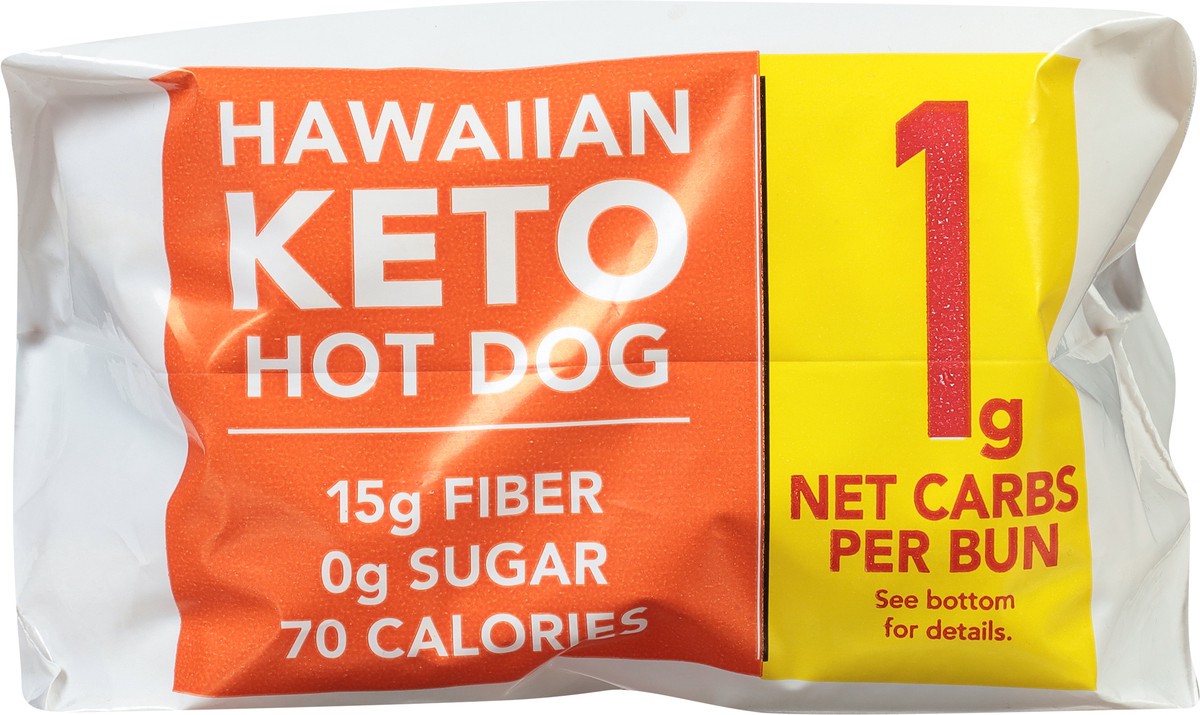 HAWAIIAN
KETO
HOT DOG
15g FIBER
0g SUGAR
70 CALORIES
1g
NET CARBS
PER BUN
See bottom
for details.